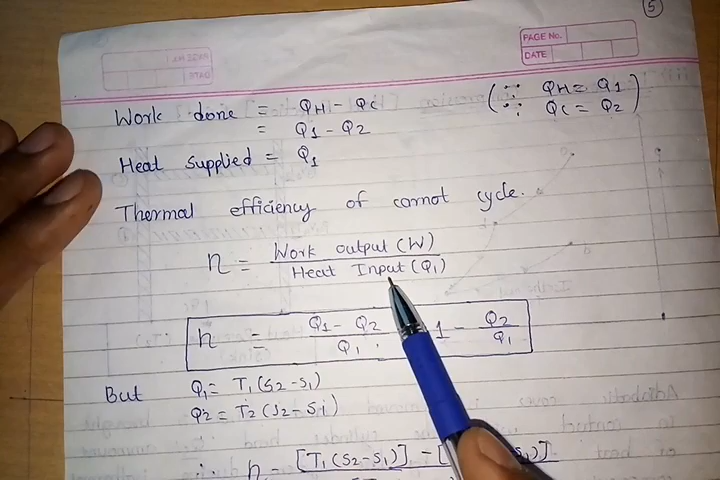 5
PAGE No.
DATE
Work done = QH - QC (∵ QH = Q1
= Q1 - Q2 ∵ QC = Q2)
Heat Supplied = Q1
Thermal efficiency of carnot cycle.
η = Work output (W)
Heat Input (Q1)
η = Q1 - Q2 1 - Q2
Q1 Q1
But Q1 = T1 (S2 - S1)
Q2 = T2 (S2 - S1)
∴ η = [T1 (S2 - S1)] - [ S1)]